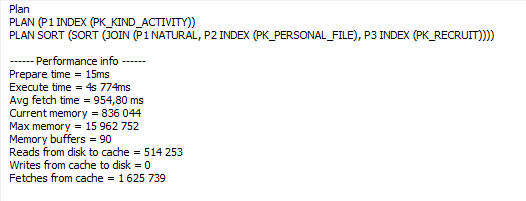 Plan
PLAN (P1 INDEX (PK_KIND_ACTIVITY))
PLAN SORT (SORT (JOIN (P1 NATURAL, P2 INDEX (PK_PERSONAL_FILE), P3 INDEX (PK_RECRUIT))))
------ Performance info ------
Prepare time = 15ms
Execute time = 4s 774ms
Avg fetch time = 954,80 ms
Current memory = 836 044
Max memory = 15 962 752
Memory buffers = 90
Reads from disk to cache = 514 253
Writes from cache to disk = 0
Fetches from cache = 1 625 739